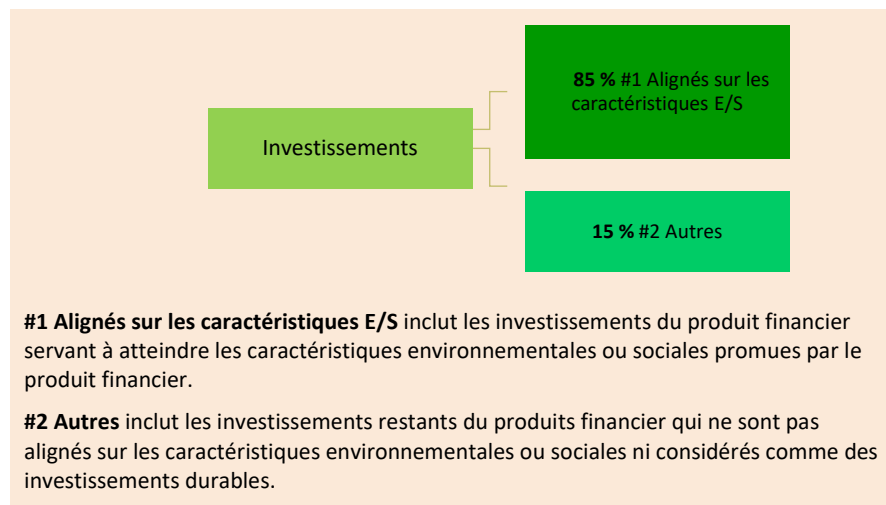 85 % #1 Alignés sur les
caractéristiques E/S
Investissements
15 % #2 Autres
#1 Alignés sur les caractéristiques E/S inclut les investissements du produit financier
servant à atteindre les caractéristiques environnementales ou sociales promues par le
produit financier.
#2 Autres inclut les investissements restants du produits financier qui ne sont pas
alignés sur les caractéristiques environnementales ou sociales ni considérés comme des
investissements durables.